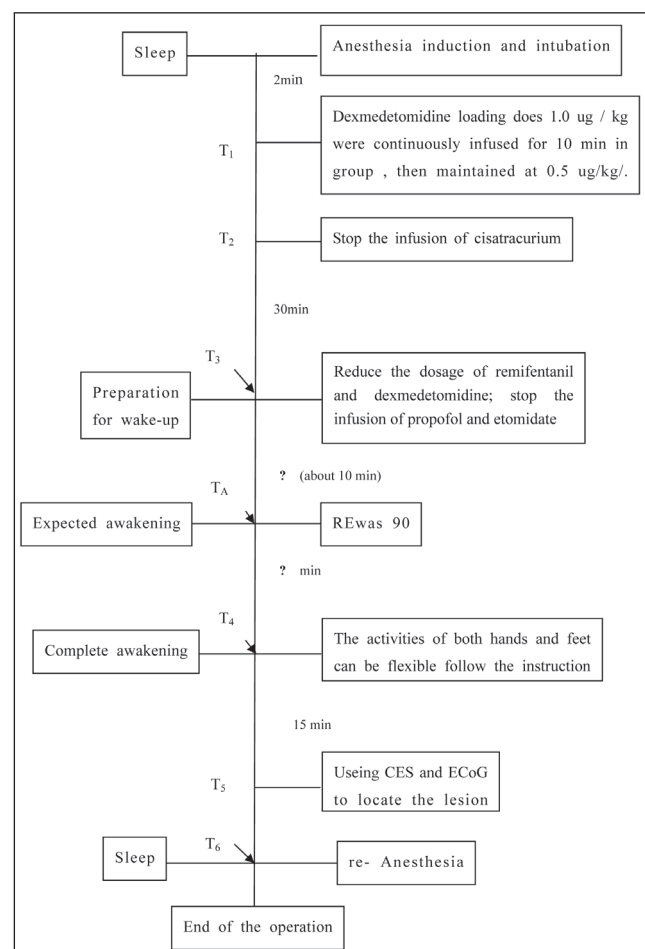 Sleep
Anesthesia induction and intubation
2min
T₁
Dexmedetomidine loading does 1.0 ug / kg
were continuously infused for 10 min in
group , then maintained at 0.5 ug/kg/.
T₂
Stop the infusion of cisatracurium
30min
T₃
Preparation
for wake-up
Reduce the dosage of remifentanil
and dexmedetomidine; stop the
infusion of propofol and etomidate
? (about 10 min)
T_A
Expected awakening
REwas 90
? min
T₄
Complete awakening
The activities of both hands and feet
can be flexible follow the instruction
15 min
T₅
Useing CES and ECoG
to locate the lesion
T₆
Sleep
re- Anesthesia
End of the operation